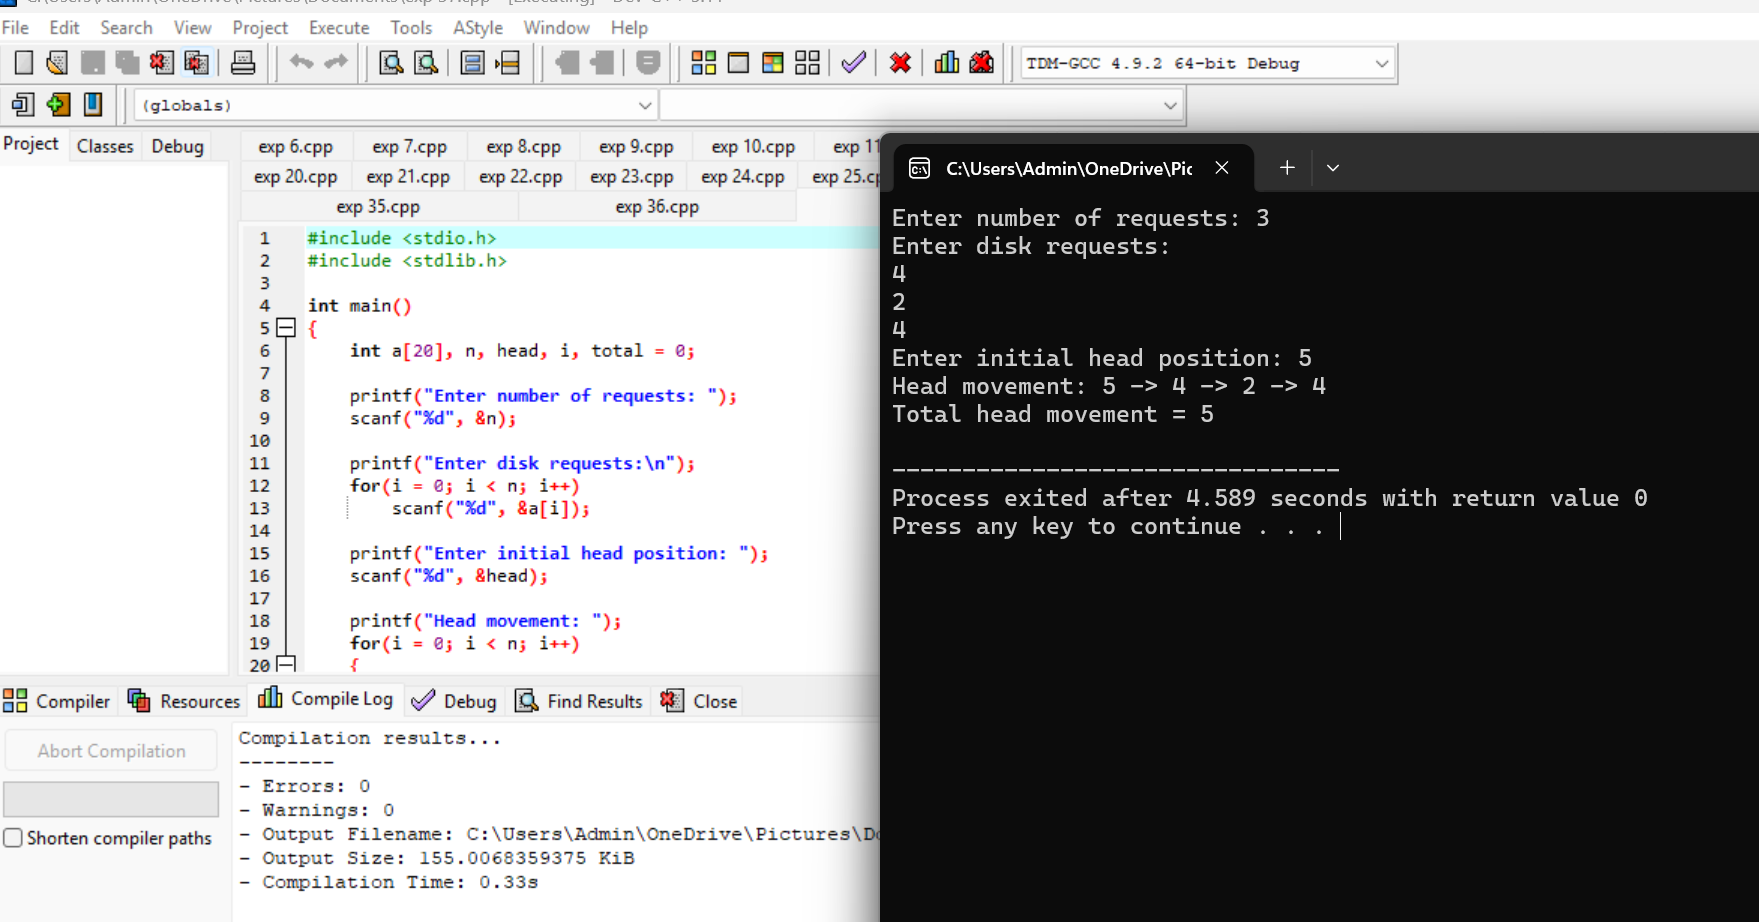 File Edit Search View Project Execute Tools AStyle Window Help
TDM-GCC 4.9.2 64-bit Debug
(globals)
Project Classes Debug
exp 6.cpp exp 7.cpp exp 8.cpp exp 9.cpp exp 10.cpp exp 11
exp 20.cpp exp 21.cpp exp 22.cpp exp 23.cpp exp 24.cpp exp 25.cp
exp 35.cpp exp 36.cpp
1 #include <stdio.h>
2 #include <stdlib.h>
3
4 int main()
5 {
6 int a[20], n, head, i, total = 0;
7
8 printf("Enter number of requests: ");
9 scanf("%d", &n);
10
11 printf("Enter disk requests:\n");
12 for(i = 0; i < n; i++)
13 scanf("%d", &a[i]);
14
15 printf("Enter initial head position: ");
16 scanf("%d", &head);
17
18 printf("Head movement: ");
19 for(i = 0; i < n; i++)
20 {
C:\Users\Admin\OneDrive\Pic
Enter number of requests: 3
Enter disk requests:
4
2
4
Enter initial head position: 5
Head movement: 5 -> 4 -> 2 -> 4
Total head movement = 5
--------------------------------
Process exited after 4.589 seconds with return value 0
Press any key to continue . . .
Compiler Resources Compile Log Debug Find Results Close
Abort Compilation
Shorten compiler paths
Compilation results...
--------
- Errors: 0
- Warnings: 0
- Output Filename: C:\Users\Admin\OneDrive\Pictures\Do
- Output Size: 155.0068359375 KiB
- Compilation Time: 0.33s